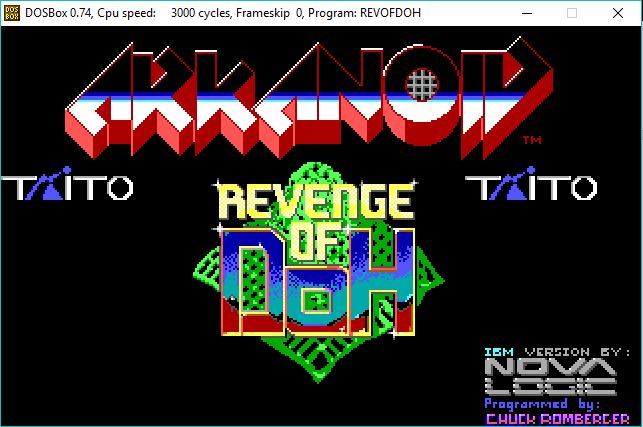 DOSBox 0.74, Cpu speed: 3000 cycles, Frameskip 0, Program: REVOFDOH
ARKANOID
TM
TAITO
TAITO
REVENGE
OF
DOH
IBM VERSION BY:
NOVA
LOGIC
Programmed by:
CHUCK ROMBERGER